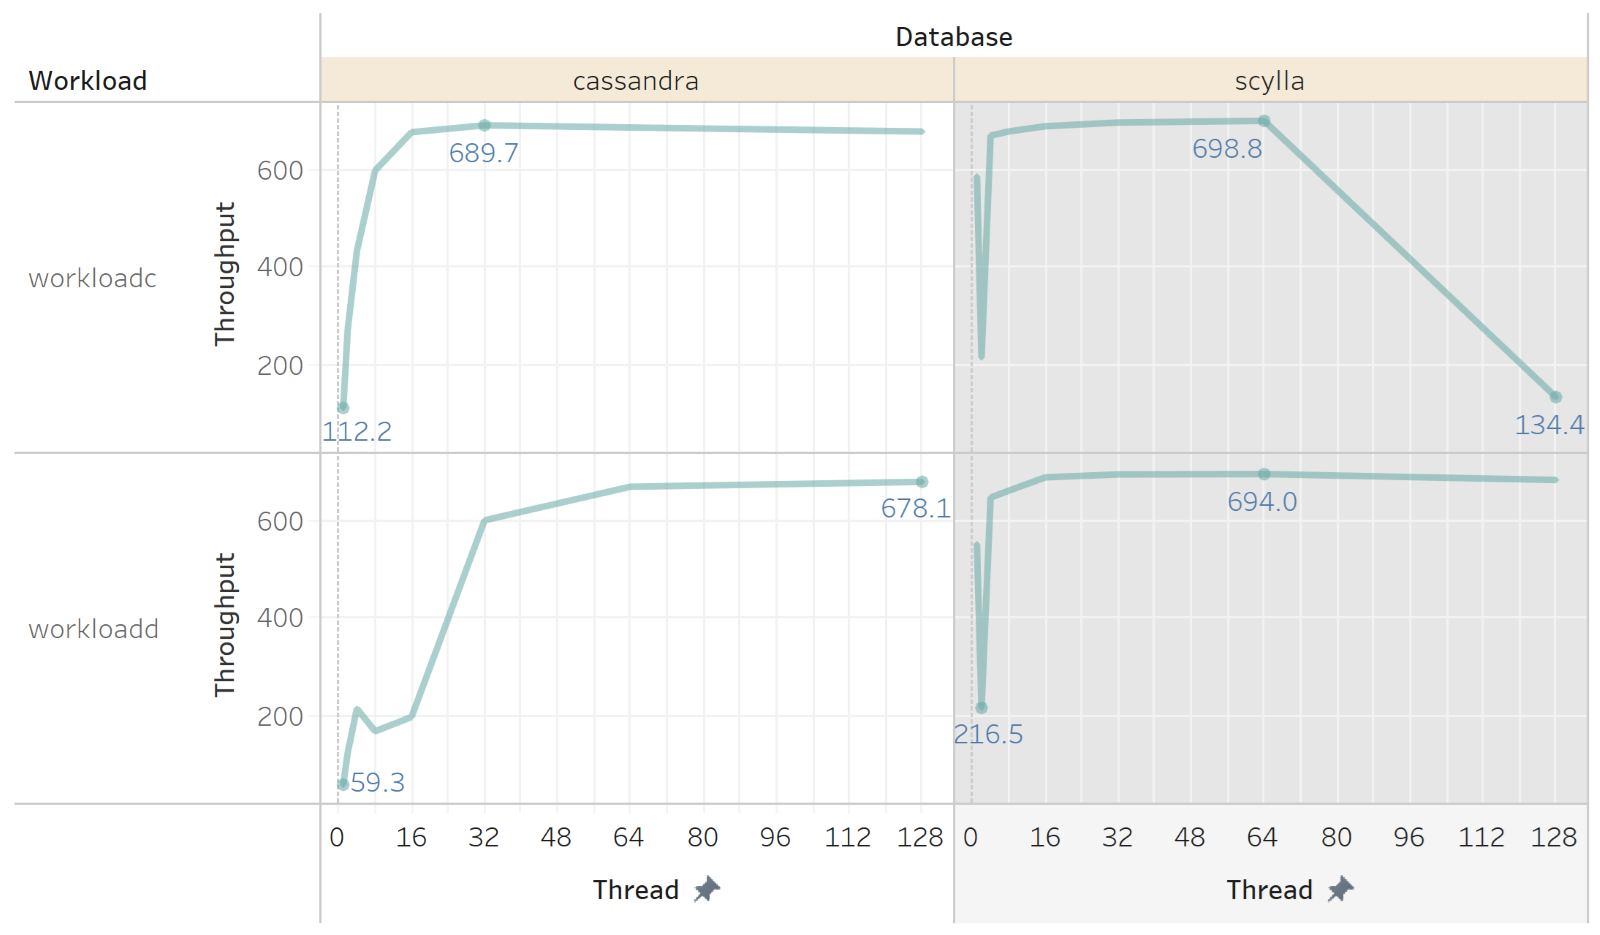 Database
Workload
cassandra
scylla
workloadc
Throughput
600
400
200
689.7
112.2
698.8
134.4
workloadd
Throughput
600
400
200
678.1
59.3
694.0
216.5
0 16 32 48 64 80 96 112 128
0 16 32 48 64 80 96 112 128
Thread
Thread